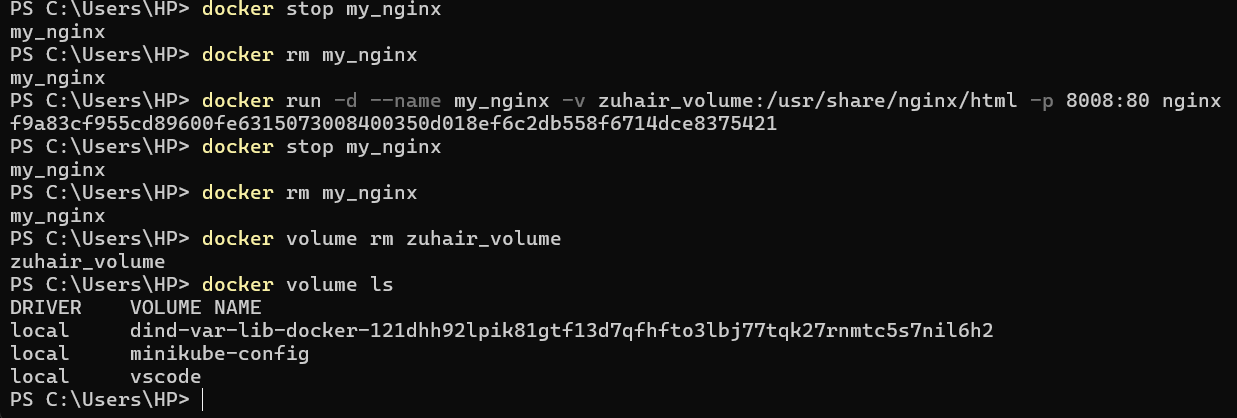 PS C:\Users\HP> docker stop my_nginx
my_nginx
PS C:\Users\HP> docker rm my_nginx
my_nginx
PS C:\Users\HP> docker run -d --name my_nginx -v zuhair_volume:/usr/share/nginx/html -p 8008:80 nginx
f9a83cf955cd89600fe6315073008400350d018ef6c2db558f6714dce8375421
PS C:\Users\HP> docker stop my_nginx
my_nginx
PS C:\Users\HP> docker rm my_nginx
my_nginx
PS C:\Users\HP> docker volume rm zuhair_volume
zuhair_volume
PS C:\Users\HP> docker volume ls
DRIVER    VOLUME NAME
local     dind-var-lib-docker-121dhh92lpik81gtf13d7qfhfto3lbj77tqk27rnmtc5s7nil6h2
local     minikube-config
local     vscode
PS C:\Users\HP>